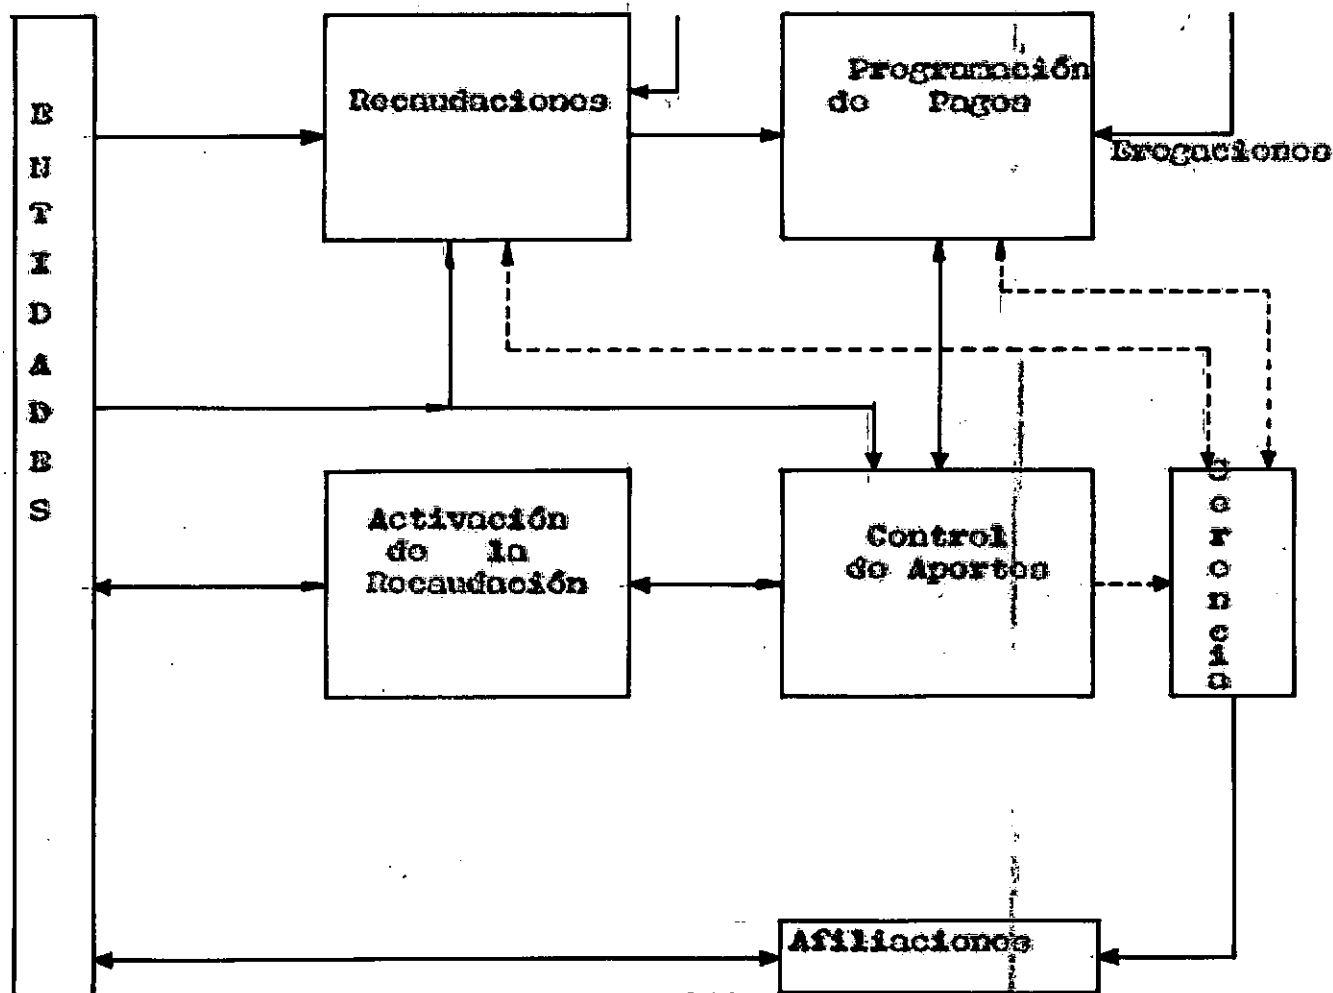 ENTIDADES
Recaudaciones
Programación
de Pagos
Erogaciones
Activación
de la
Recaudación
Control
de Aportes
Gerencia
Afiliaciones